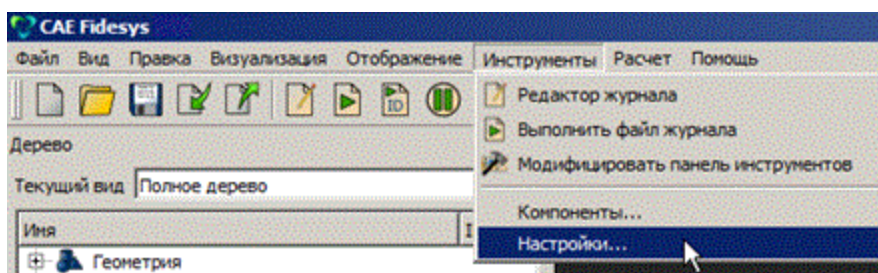 CAE Fidesys
Файл Вид Правка Визуализация Отображение Инструменты Расчет Помощь
ID
Редактор журнала
Выполнить файл журнала
Модифицировать панель инструментов
Компоненты...
Настройки...
Дерево
Текущий вид Полное дерево
Имя
Геометрия